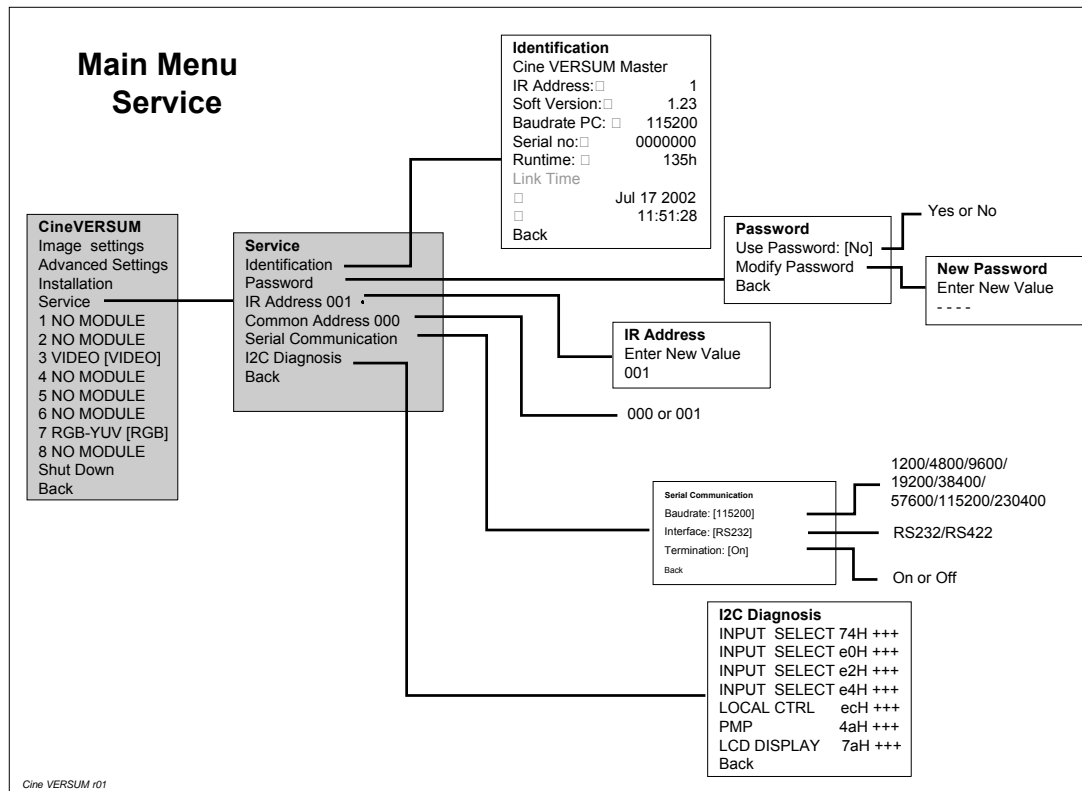 Main Menu
Service
Identification
Cine VERSUM Master
IR Address:□ 1
Soft Version:□ 1.23
Baudrate PC: □ 115200
Serial no:□ 0000000
Runtime: □ 135h
Link Time
□ Jul 17 2002
□ 11:51:28
Back
CineVERSUM
Image settings
Advanced Settings
Installation
Service
1 NO MODULE
2 NO MODULE
3 VIDEO [VIDEO]
4 NO MODULE
5 NO MODULE
6 NO MODULE
7 RGB-YUV [RGB]
8 NO MODULE
Shut Down
Back
Service
Identification
Password
IR Address 001
Common Address 000
Serial Communication
I2C Diagnosis
Back
Password
Use Password: [No]
Modify Password
Back
Yes or No
New Password
Enter New Value
- - - -
IR Address
Enter New Value
001
000 or 001
Serial Communication
Baudrate: [115200]
Interface: [RS232]
Termination: [On]
Back
1200/4800/9600/
19200/38400/
57600/115200/230400
RS232/RS422
On or Off
I2C Diagnosis
INPUT SELECT 74H +++
INPUT SELECT e0H +++
INPUT SELECT e2H +++
INPUT SELECT e4H +++
LOCAL CTRL ecH +++
PMP 4aH +++
LCD DISPLAY 7aH +++
Back
Cine VERSUM r01